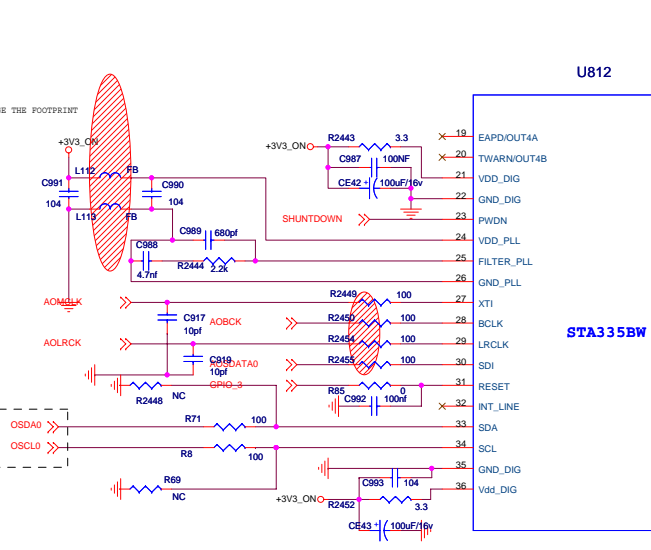 U812
E THE FOOTPRINT
+3V3_ON
L112 FB
C991
104
C990
104
L113 FB
R2443 3.3
+3V3_ON
C987 100NF
CE42 + 100uF/16v
SHUNTDOWN
C989 680pf
C988
4.7nf
R2444 2.2k
19 EAPD/OUT4A
20 TWARN/OUT4B
21 VDD_DIG
22 GND_DIG
23 PWDN
24 VDD_PLL
25 FILTER_PLL
26 GND_PLL
27 XTI
28 BCLK
29 LRCLK
30 SDI
31 RESET
32 INT_LINE
33 SDA
34 SCL
35 GND_DIG
36 Vdd_DIG
STA335BW
AOMCLK
R2449 100
C917
10pf
AOBCK
R2450 100
AOLRCK
R2454 100
C919
10pf
AOSDATA0
R2455 100
GPIO_3
R85 0
R2448 NC
C992 100nf
OSDA0
R71 100
OSCL0
R8 100
R69
NC
C993 104
+3V3_ON
R2452 3.3
CE43 + 100uF/16v